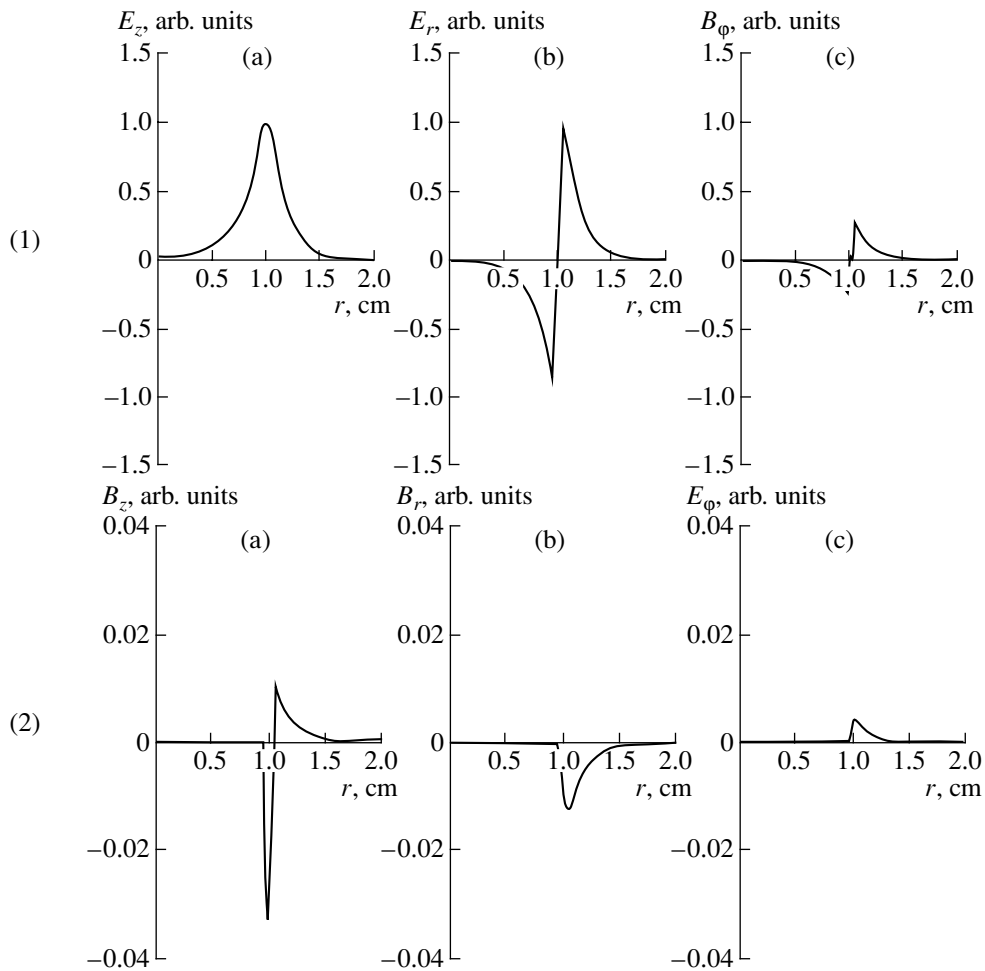 E_z, arb. units
(a)
1.5
1.0
0.5
0
−0.5
−1.0
−1.5
0.5 1.0 1.5 2.0
r, cm
E_r, arb. units
(b)
1.5
1.0
0.5
0
−0.5
−1.0
−1.5
0.5 1.0 1.5 2.0
r, cm
B_φ, arb. units
(c)
1.5
1.0
0.5
0
−0.5
−1.0
−1.5
0.5 1.0 1.5 2.0
r, cm
(1)
B_z, arb. units
(a)
0.04
0.02
0
−0.02
−0.04
0.5 1.0 1.5 2.0
r, cm
B_r, arb. units
(b)
0.04
0.02
0
−0.02
−0.04
0.5 1.0 1.5 2.0
r, cm
E_φ, arb. units
(c)
0.04
0.02
0
−0.02
−0.04
0.5 1.0 1.5 2.0
r, cm
(2)